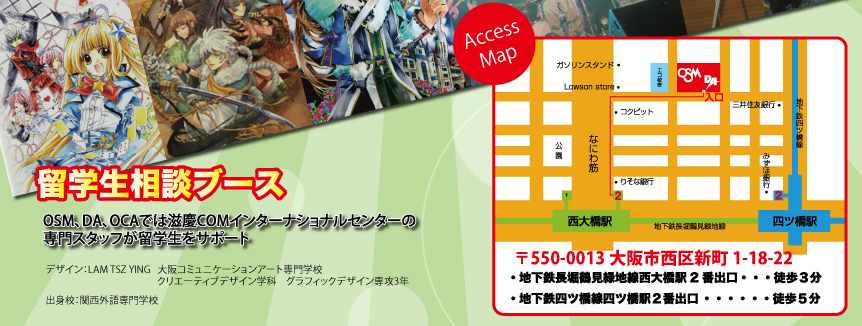 留学生相談ブース
OSM、DA、OCAでは滋慶COMインターナショナルセンターの
専門スタッフが留学生をサポート
デザイン：LAM TSZ YING 大阪コミュニケーションアート専門学校
クリエーティブデザイン学科 グラフィックデザイン専攻3年
出身校：関西外語専門学校
Access
Map
ガソリンスタンド
Lowson store
エコ校舎
OSM
DA
入口
コクピット
三井住友銀行
地下鉄四ツ橋線
公園
なにわ筋
りそな銀行
みずほ銀行
1
2
2
西大橋駅
地下鉄長堀鶴見緑地線
四ツ橋駅
〒550-0013 大阪市西区新町 1-18-22
・地下鉄長堀鶴見緑地線西大橋駅 2 番出口・・・徒歩３分
・地下鉄四ツ橋線四ツ橋駅２番出口 ・・・・・・徒歩５分